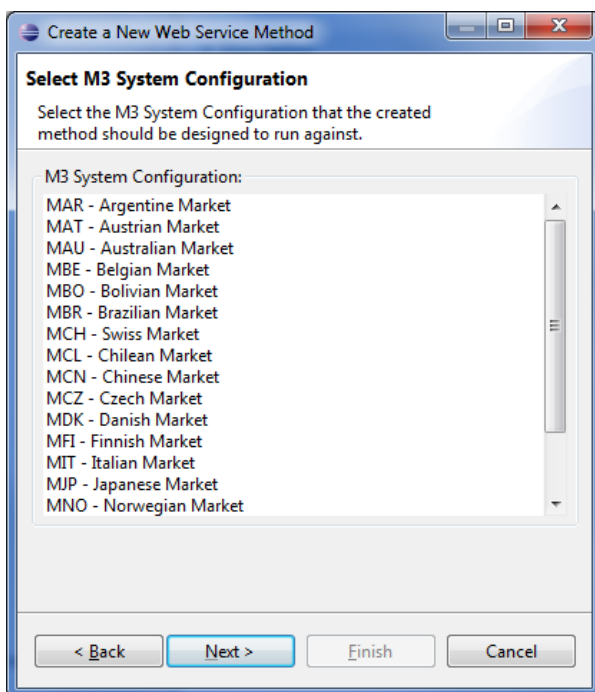 Create a New Web Service Method
Select M3 System Configuration
Select the M3 System Configuration that the created
method should be designed to run against.
M3 System Configuration:
MAR - Argentine Market
MAT - Austrian Market
MAU - Australian Market
MBE - Belgian Market
MBO - Bolivian Market
MBR - Brazilian Market
MCH - Swiss Market
MCL - Chilean Market
MCN - Chinese Market
MCZ - Czech Market
MDK - Danish Market
MFI - Finnish Market
MIT - Italian Market
MJP - Japanese Market
MNO - Norwegian Market
< Back Next > Finish Cancel